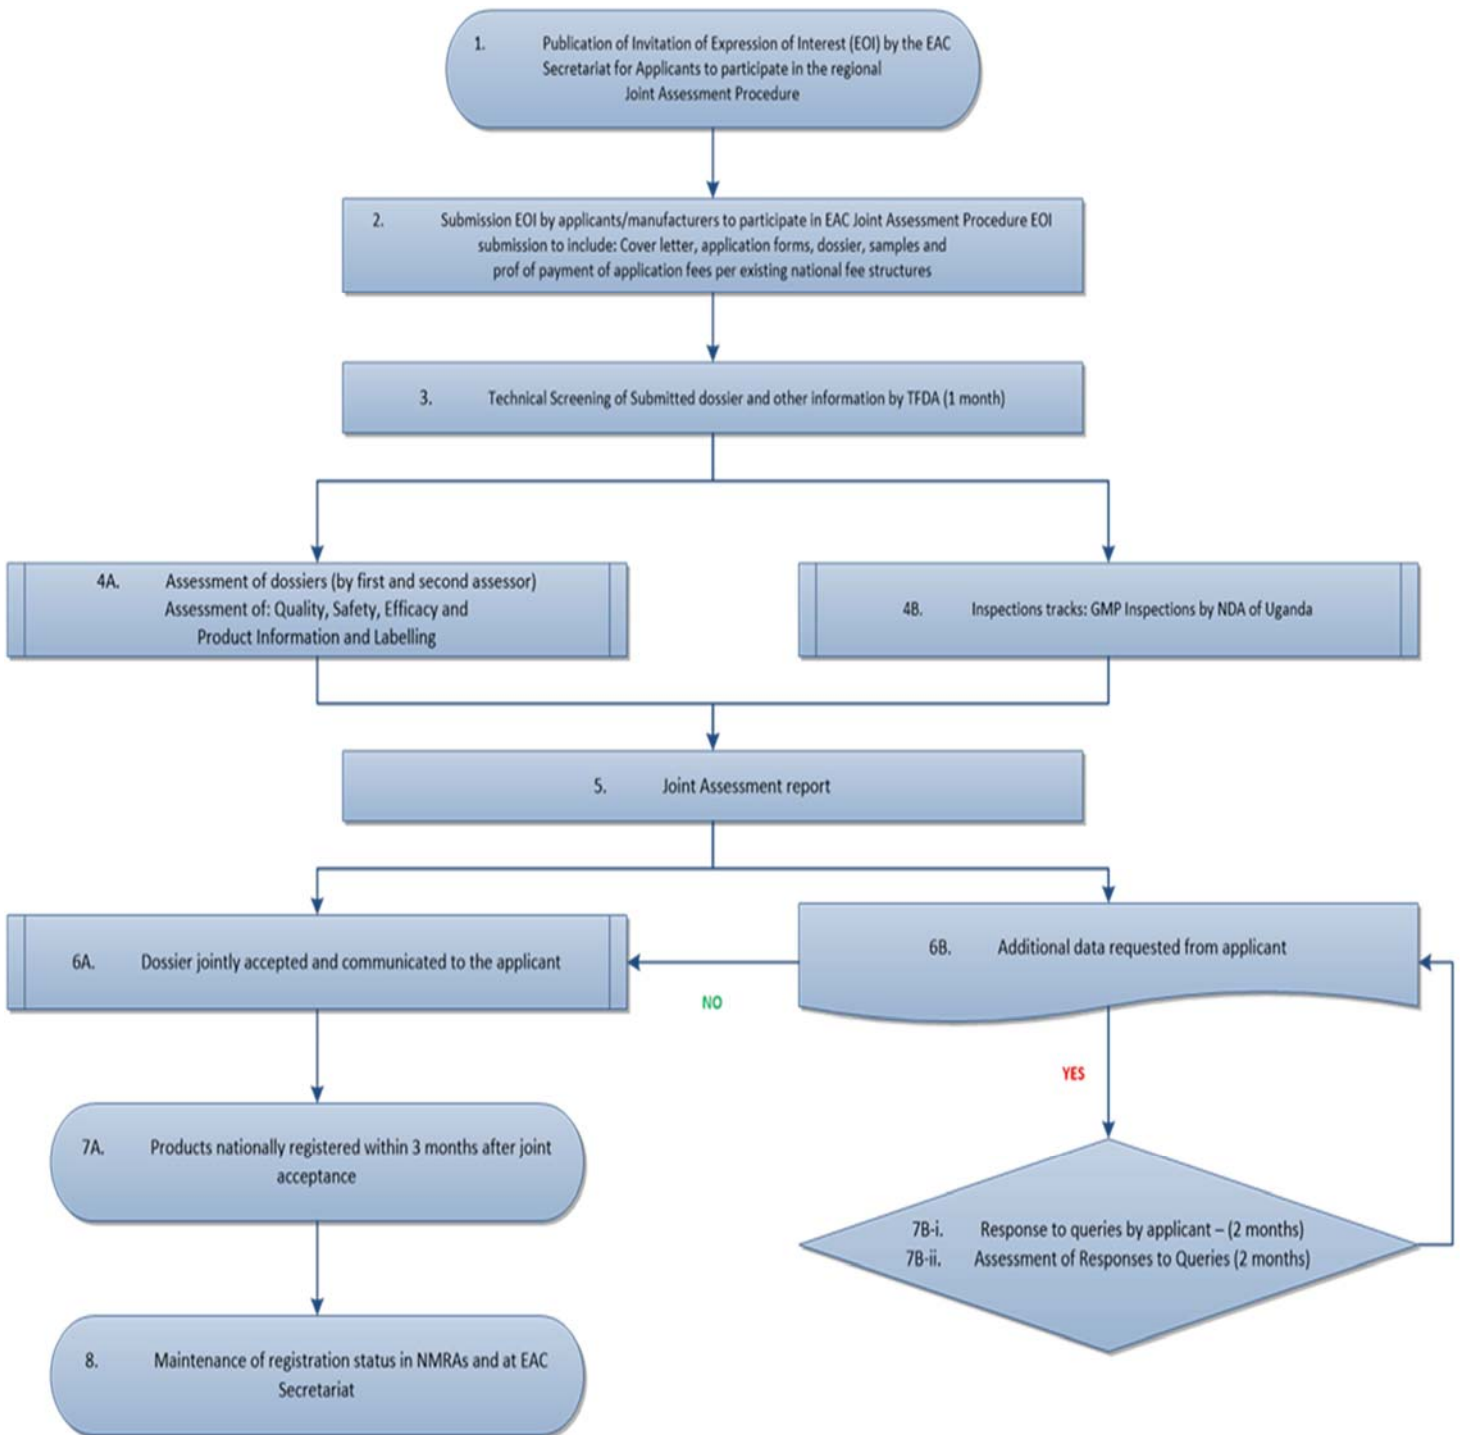 1. Publication of Invitation of Expression of Interest (EOI) by the EAC
Secretariat for Applicants to participate in the regional
Joint Assessment Procedure
2. Submission EOI by applicants/manufacturers to participate in EAC Joint Assessment Procedure EOI
submission to include: Cover letter, application forms, dossier, samples and
prof of payment of application fees per existing national fee structures
3. Technical Screening of Submitted dossier and other information by TFDA (1 month)
4A. Assessment of dossiers (by first and second assessor)
Assessment of: Quality, Safety, Efficacy and
Product Information and Labelling
4B. Inspections tracks: GMP Inspections by NDA of Uganda
5. Joint Assessment report
6A. Dossier jointly accepted and communicated to the applicant
6B. Additional data requested from applicant
NO
YES
7A. Products nationally registered within 3 months after joint
acceptance
7B-i. Response to queries by applicant – (2 months)
7B-ii. Assessment of Responses to Queries (2 months)
8. Maintenance of registration status in NMRAs and at EAC
Secretariat